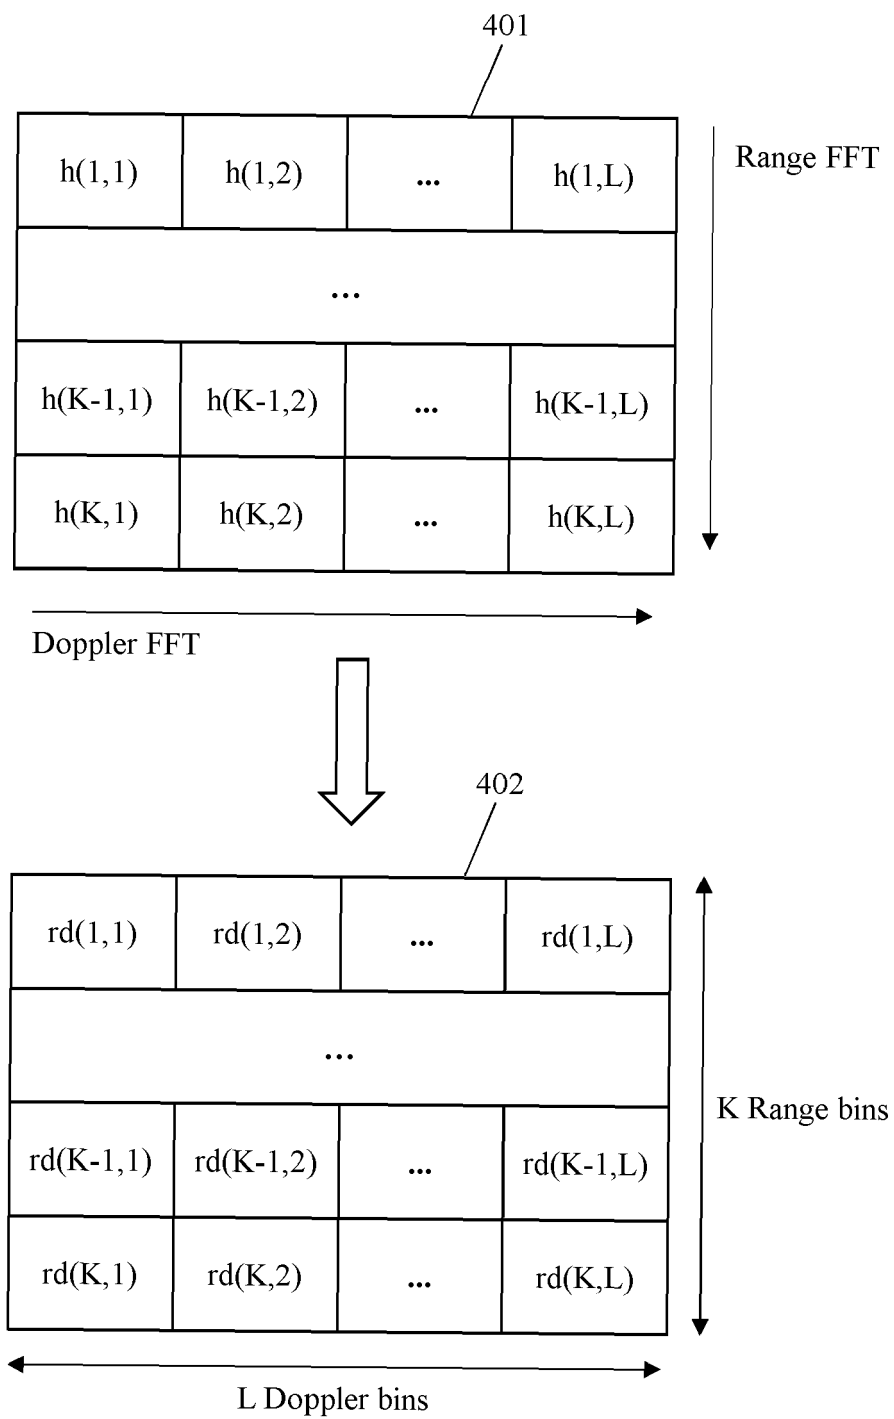 401
h(1,1) h(1,2) ... h(1,L)
Range FFT
...
h(K-1,1) h(K-1,2) ... h(K-1,L)
h(K,1) h(K,2) ... h(K,L)
Doppler FFT
402
rd(1,1) rd(1,2) ... rd(1,L)
...
K Range bins
rd(K-1,1) rd(K-1,2) ... rd(K-1,L)
rd(K,1) rd(K,2) ... rd(K,L)
L Doppler bins